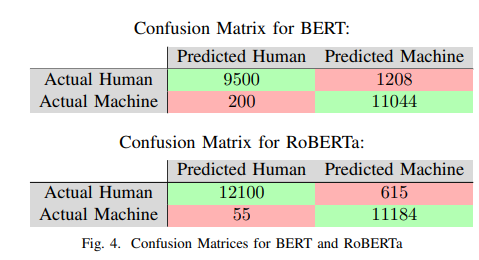 Confusion Matrix for BERT:
Predicted Human Predicted Machine
Actual Human 9500 1208
Actual Machine 200 11044
Confusion Matrix for RoBERTa:
Predicted Human Predicted Machine
Actual Human 12100 615
Actual Machine 55 11184
Fig. 4. Confusion Matrices for BERT and RoBERTa